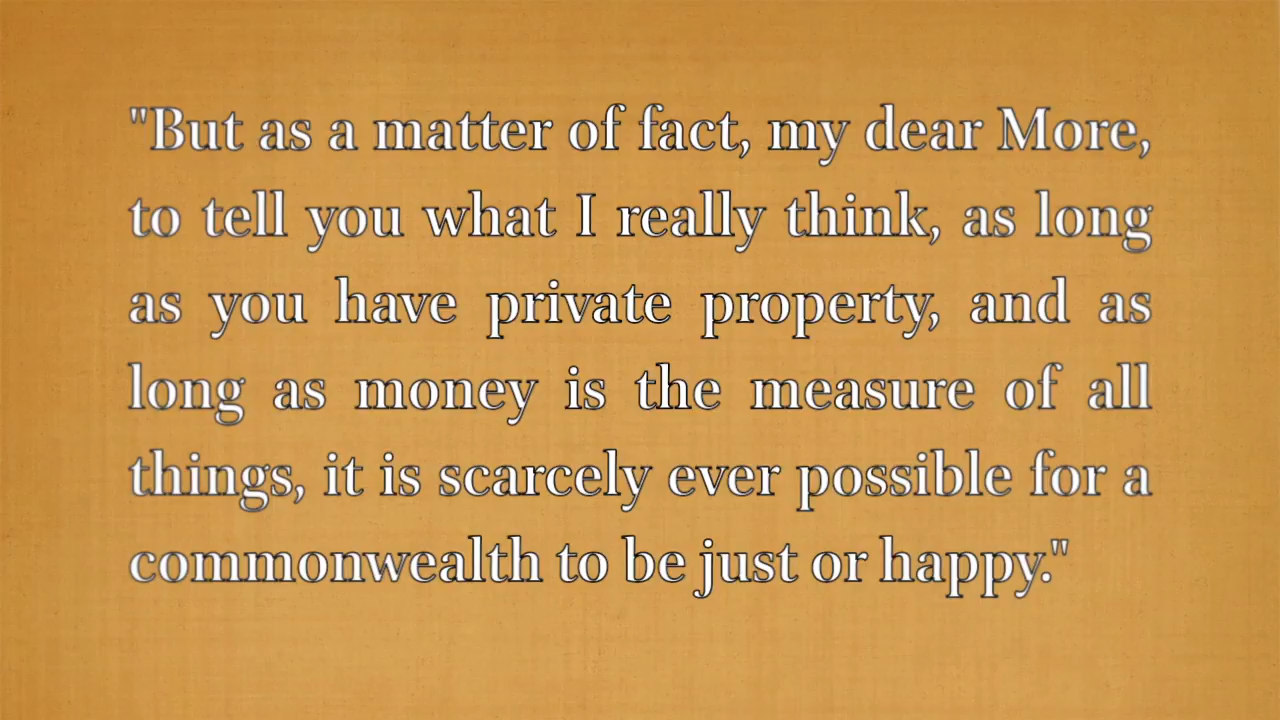 "But as a matter of fact, my dear More,
to tell you what I really think, as long
as you have private property, and as
long as money is the measure of all
things, it is scarcely ever possible for a
commonwealth to be just or happy."